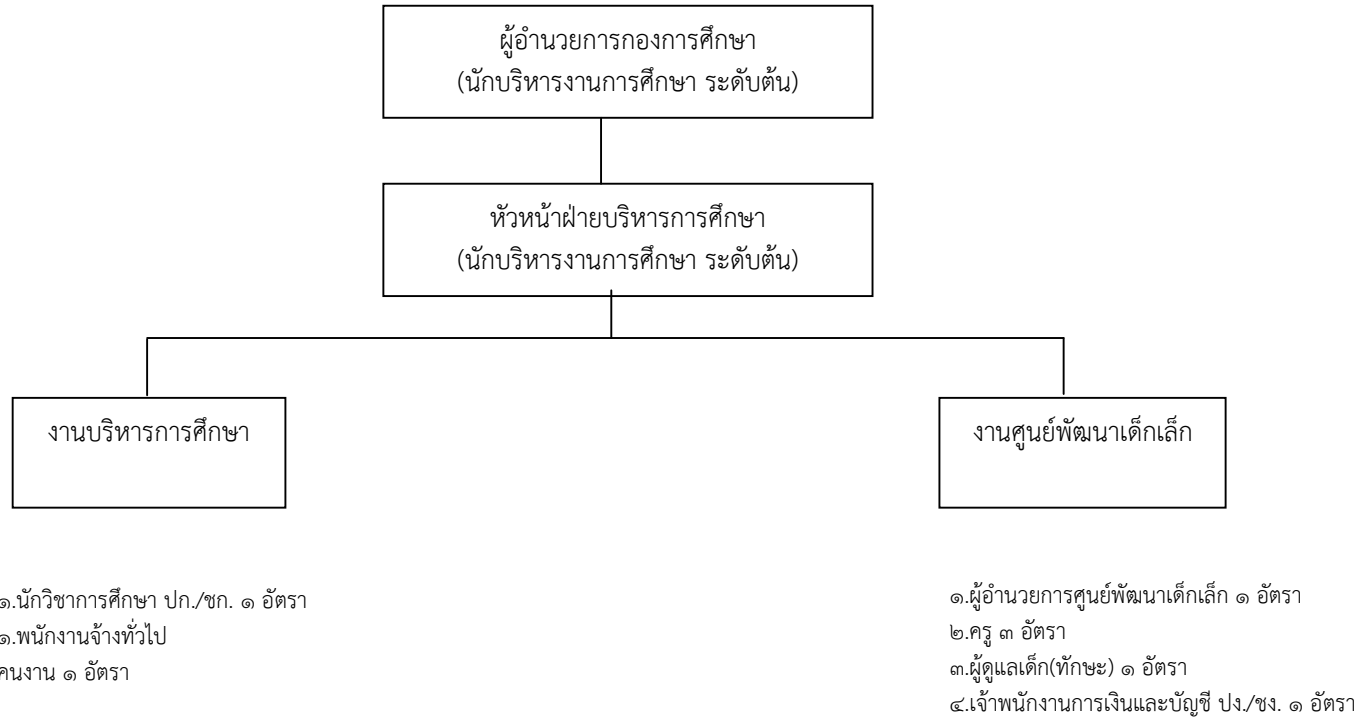 ผู้อำนวยการกองการศึกษา
(นักบริหารงานการศึกษา ระดับต้น)
หัวหน้าฝ่ายบริหารการศึกษา
(นักบริหารงานการศึกษา ระดับต้น)
งานบริหารการศึกษา
งานศูนย์พัฒนาเด็กเล็ก
๑.นักวิชาการศึกษา ปก./ชก. ๑ อัตรา
๑.พนักงานจ้างทั่วไป
คนงาน ๑ อัตรา
๑.ผู้อำนวยการศูนย์พัฒนาเด็กเล็ก ๑ อัตรา
๒.ครู ๓ อัตรา
๓.ผู้ดูแลเด็ก(ทักษะ) ๑ อัตรา
๔.เจ้าพนักงานการเงินและบัญชี ปง./ชง. ๑ อัตรา